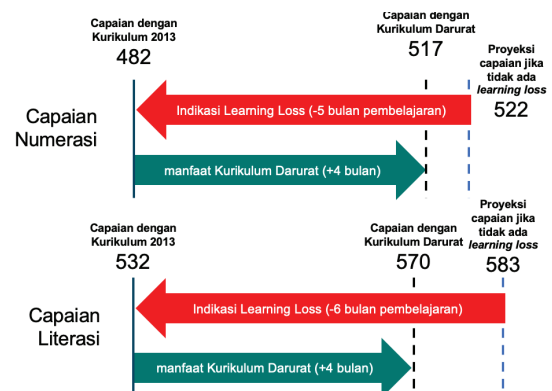 Capaian dengan
Kurikulum 2013
482
Capaian dengan
Kurikulum Darurat
517
Proyeksi
capaian jika
tidak ada
learning loss
522
Capaian
Numerasi
Indikasi Learning Loss (-5 bulan pembelajaran)
manfaat Kurikulum Darurat (+4 bulan)
Capaian dengan
Kurikulum 2013
532
Capaian dengan
Kurikulum Darurat
570
Proyeksi
capaian jika
tidak ada
learning loss
583
Capaian
Literasi
Indikasi Learning Loss (-6 bulan pembelajaran)
manfaat Kurikulum Darurat (+4 bulan)